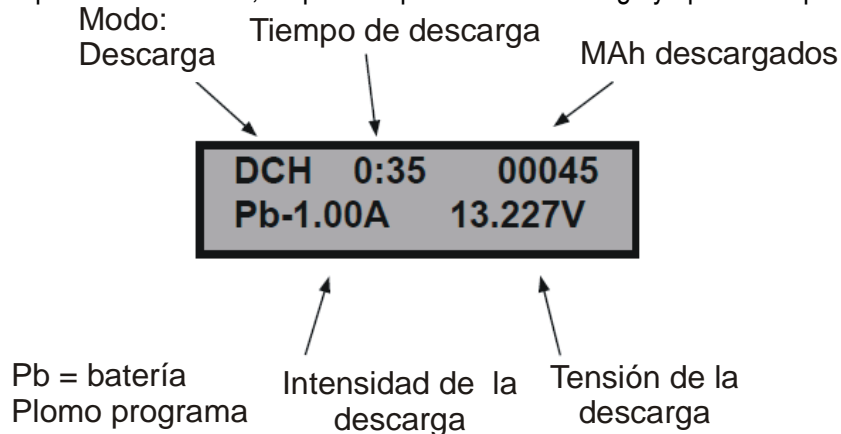 Modo:
Descarga
Tiempo de descarga
MAh descargados
DCH 0:35 00045
Pb-1.00A 13.227V
Pb = batería
Plomo programa
Intensidad de la
descarga
Tensión de la
descarga